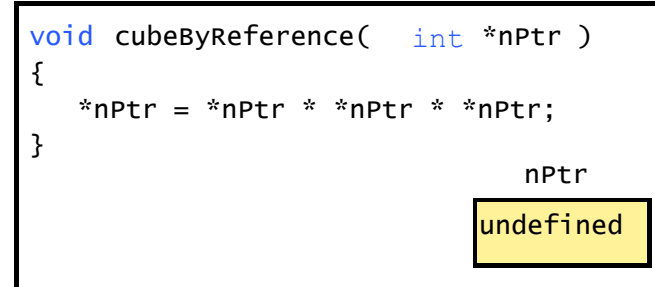 void cubeByReference( int *nPtr )
{
*nPtr = *nPtr * *nPtr * *nPtr;
}
nPtr
undefined